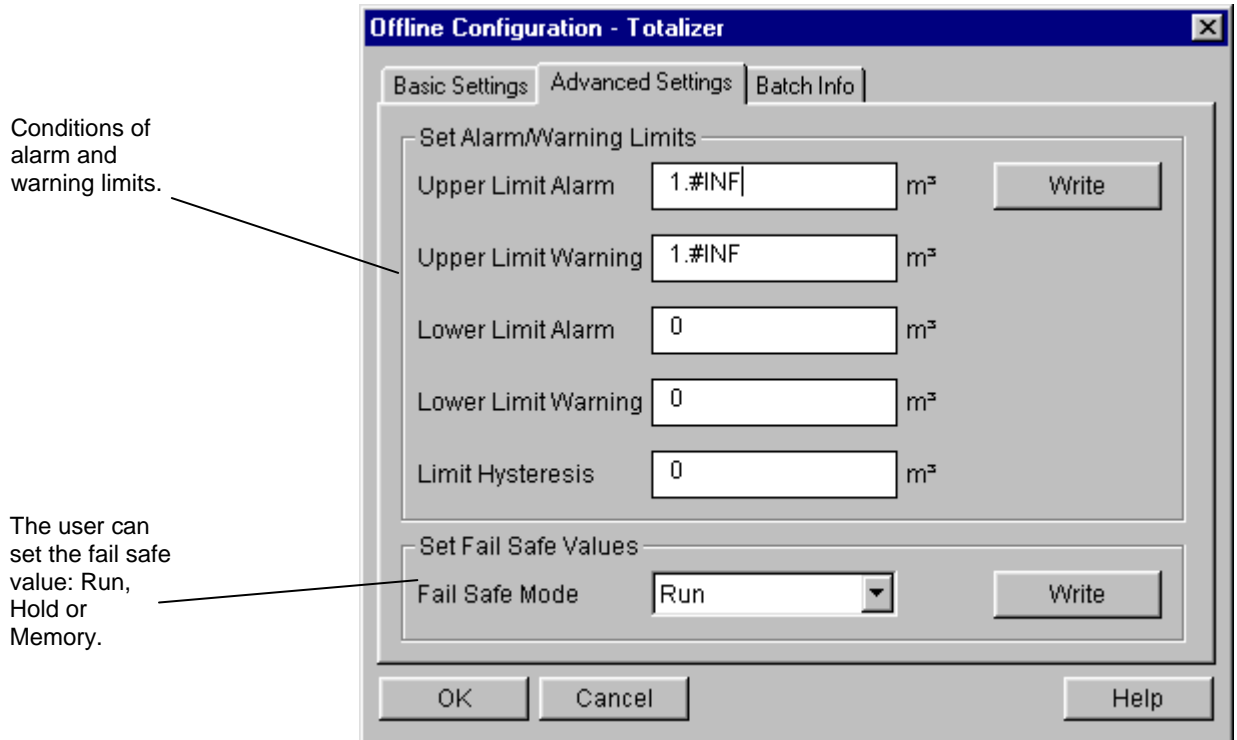 Offline Configuration - Totalizer
Basic Settings Advanced Settings Batch Info
Conditions of
alarm and
warning limits.
Set Alarm/Warning Limits
Upper Limit Alarm 1.#INF m³ Write
Upper Limit Warning 1.#INF m³
Lower Limit Alarm 0 m³
Lower Limit Warning 0 m³
Limit Hysteresis 0 m³
The user can
set the fail safe
value: Run,
Hold or
Memory.
Set Fail Safe Values
Fail Safe Mode Run Write
OK Cancel Help